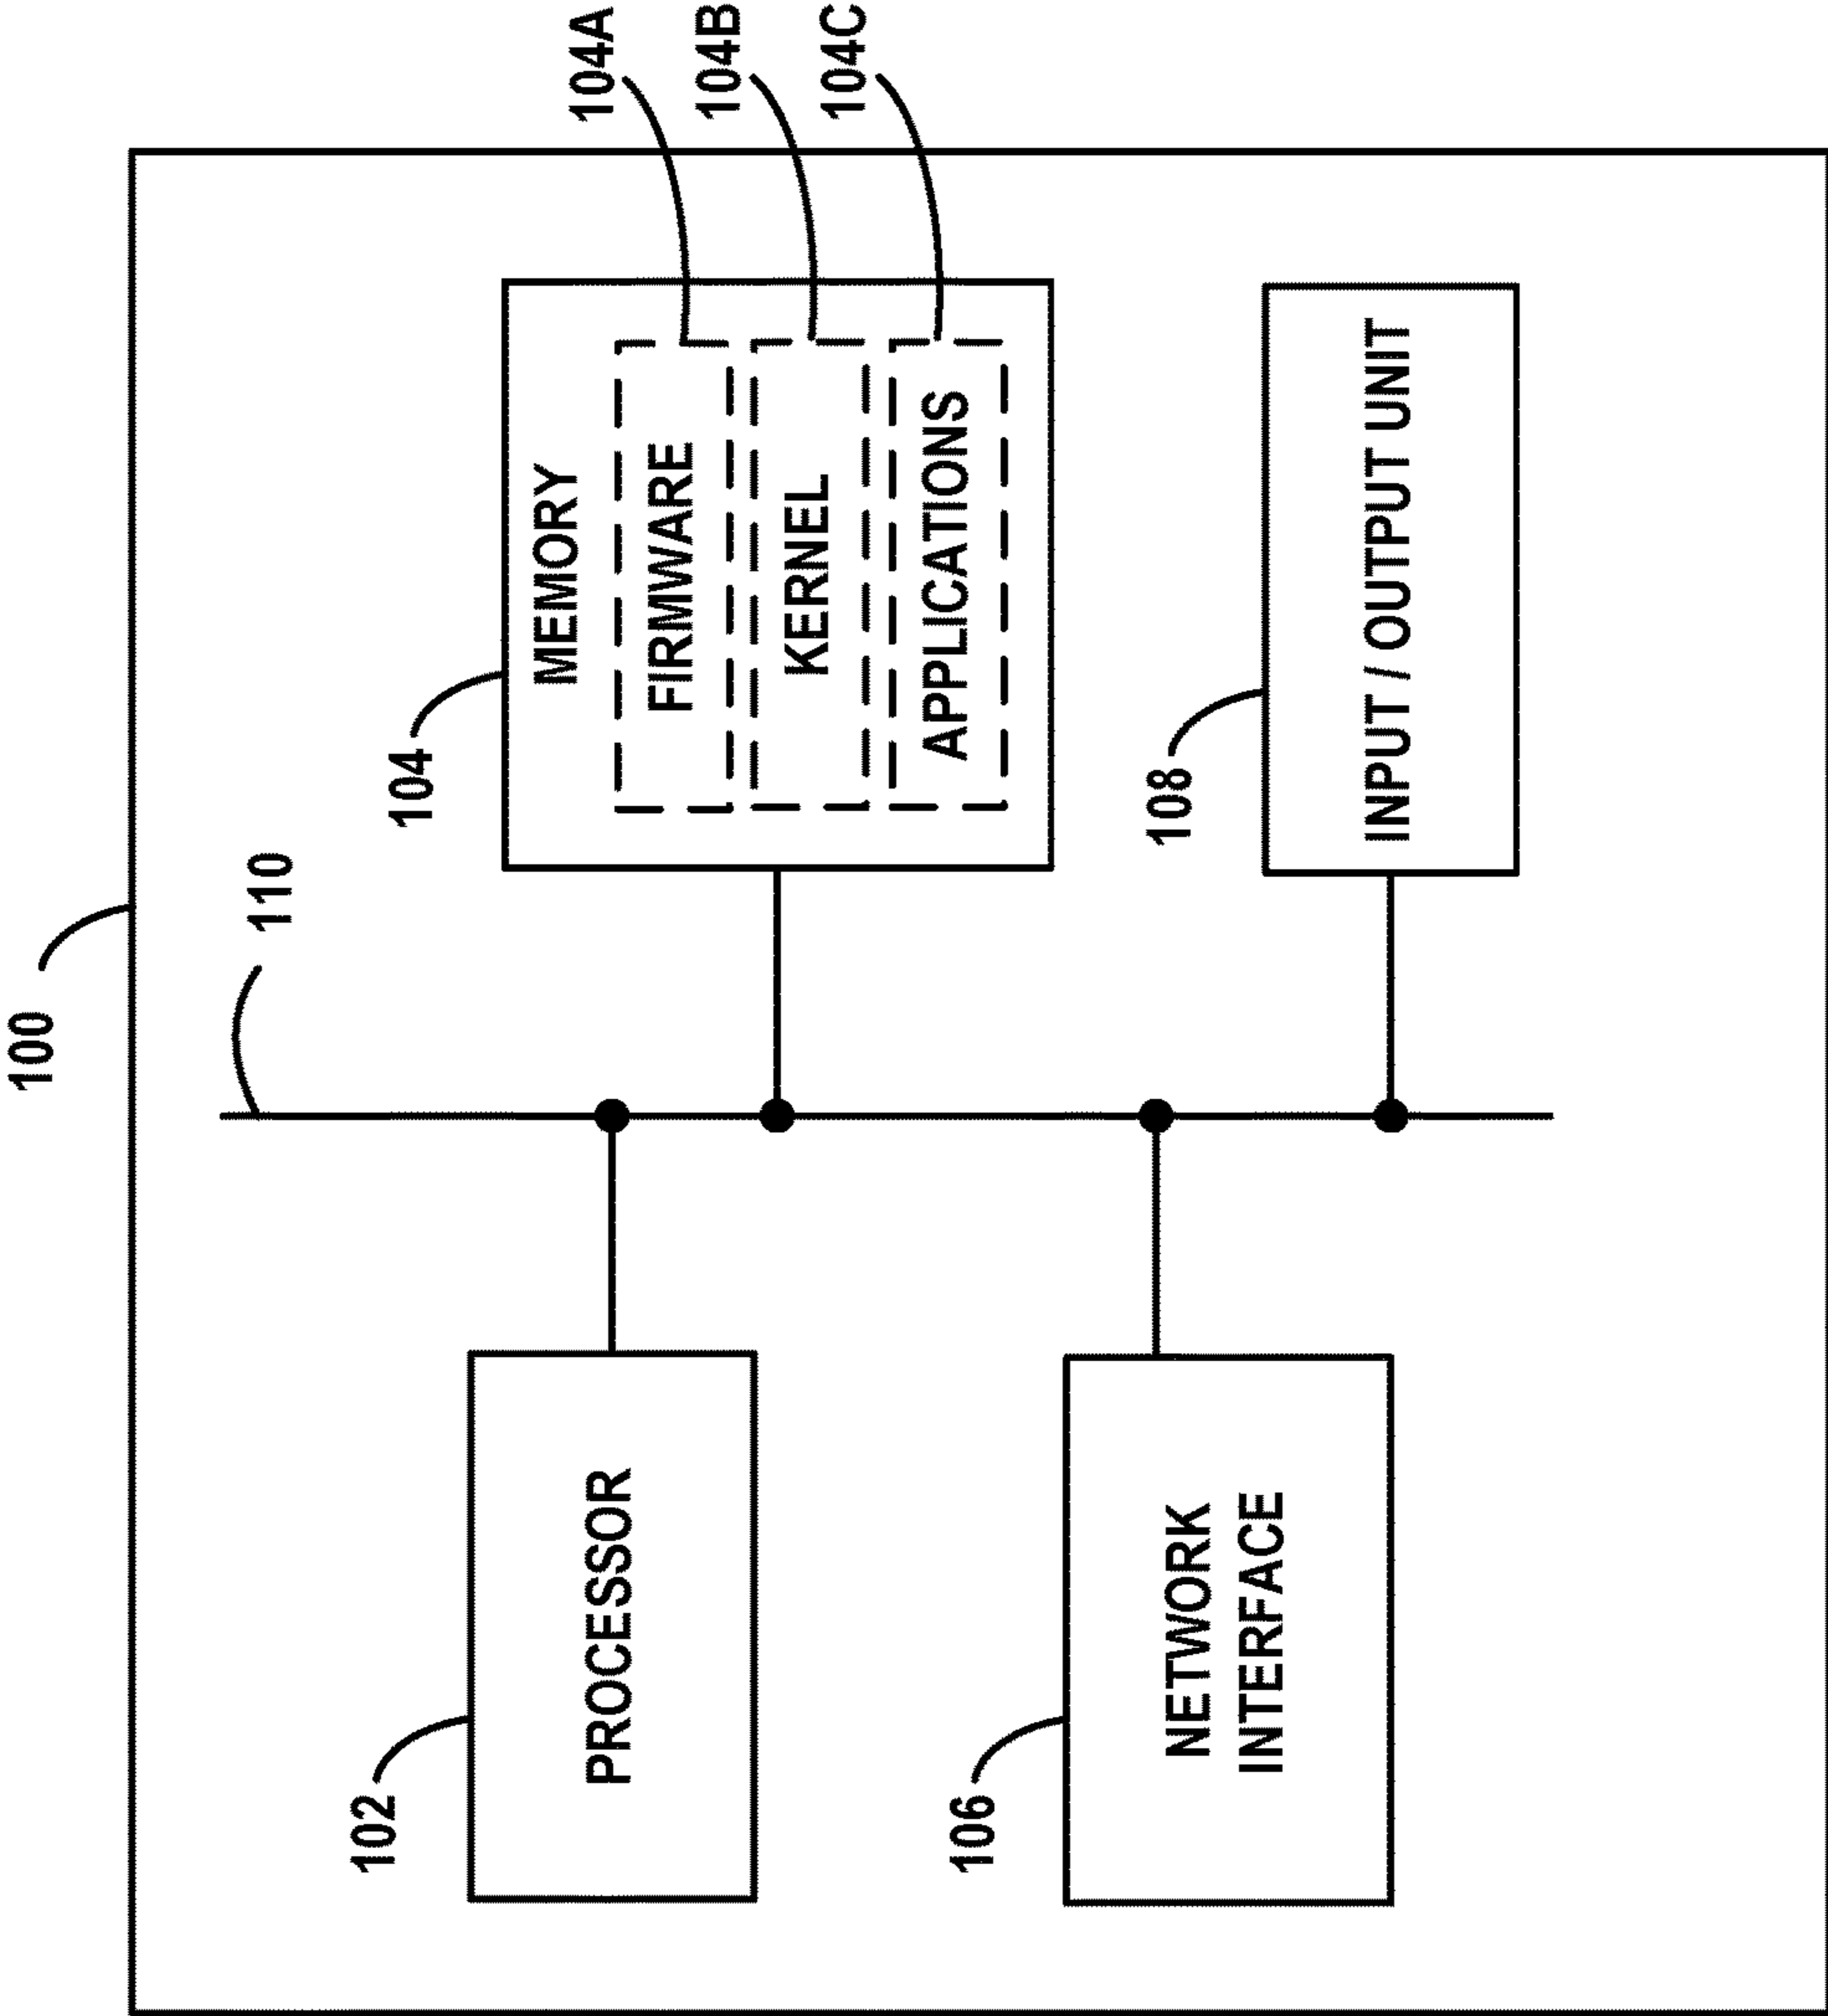 100
110
102
PROCESSOR
104
MEMORY
FIRMWARE
104A
KERNEL
104B
APPLICATIONS
104C
106
NETWORK
INTERFACE
108
INPUT / OUTPUT UNIT